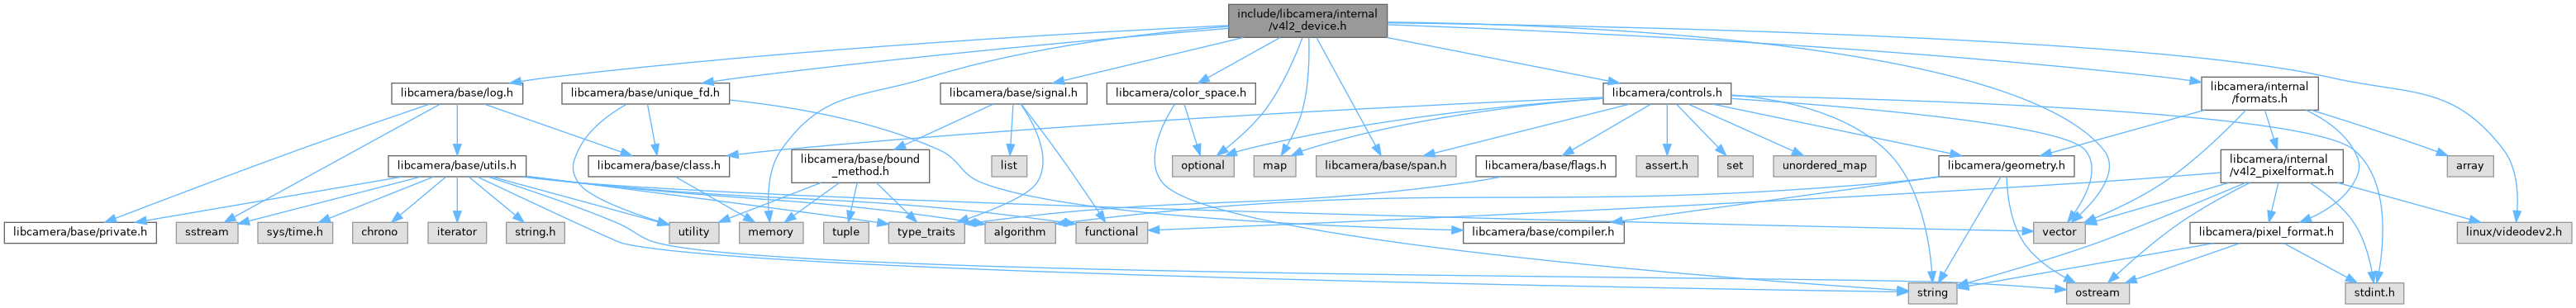 include/libcamera/internal
/v4l2_device.h
libcamera/base/log.h
libcamera/base/unique_fd.h
libcamera/base/signal.h
libcamera/color_space.h
libcamera/controls.h
libcamera/internal
/formats.h
libcamera/base/utils.h
libcamera/base/class.h
libcamera/base/bound
_method.h
list
optional
map
libcamera/base/span.h
libcamera/base/flags.h
assert.h
set
unordered_map
libcamera/geometry.h
libcamera/internal
/v4l2_pixelformat.h
array
libcamera/base/private.h
sstream
sys/time.h
chrono
iterator
string.h
utility
memory
tuple
type_traits
algorithm
functional
libcamera/base/compiler.h
vector
libcamera/pixel_format.h
linux/videodev2.h
string
ostream
stdint.h